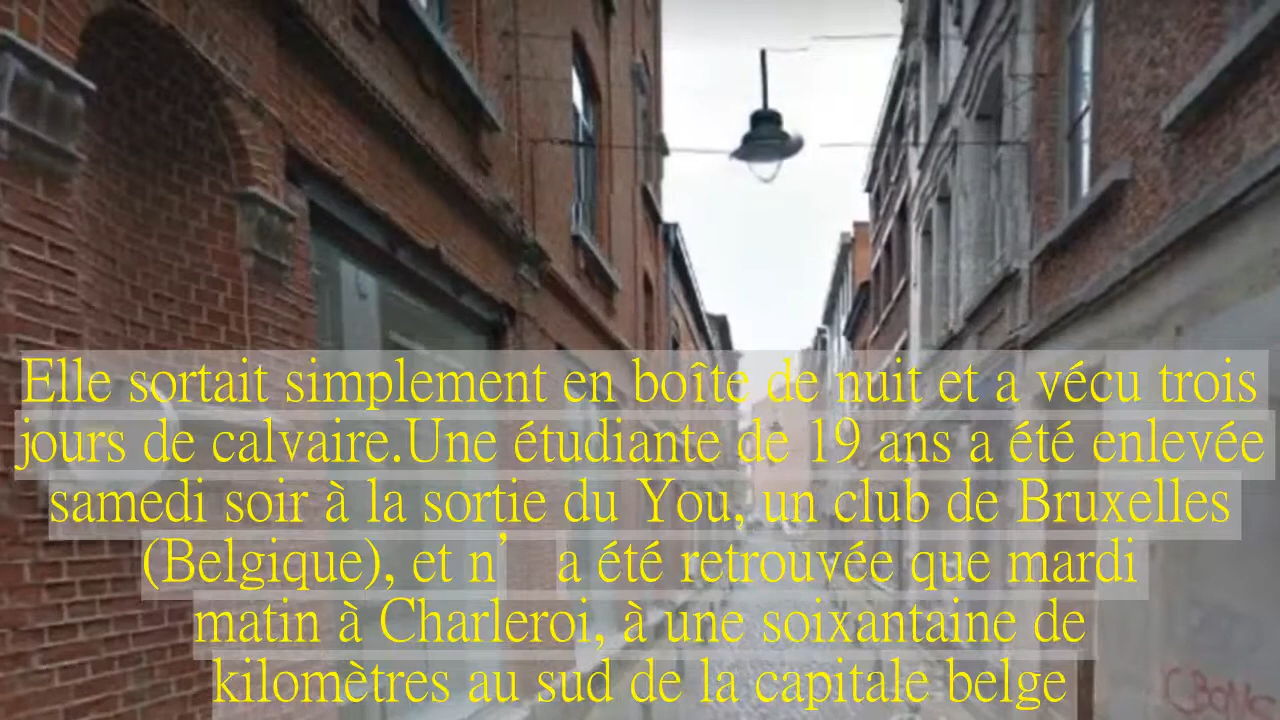 Elle sortait simplement en boîte de nuit et a vécu trois
jours de calvaire.Une étudiante de 19 ans a été enlevée
samedi soir à la sortie du You, un club de Bruxelles
(Belgique), et n’ a été retrouvée que mardi
matin à Charleroi, à une soixantaine de
kilomètres au sud de la capitale belge